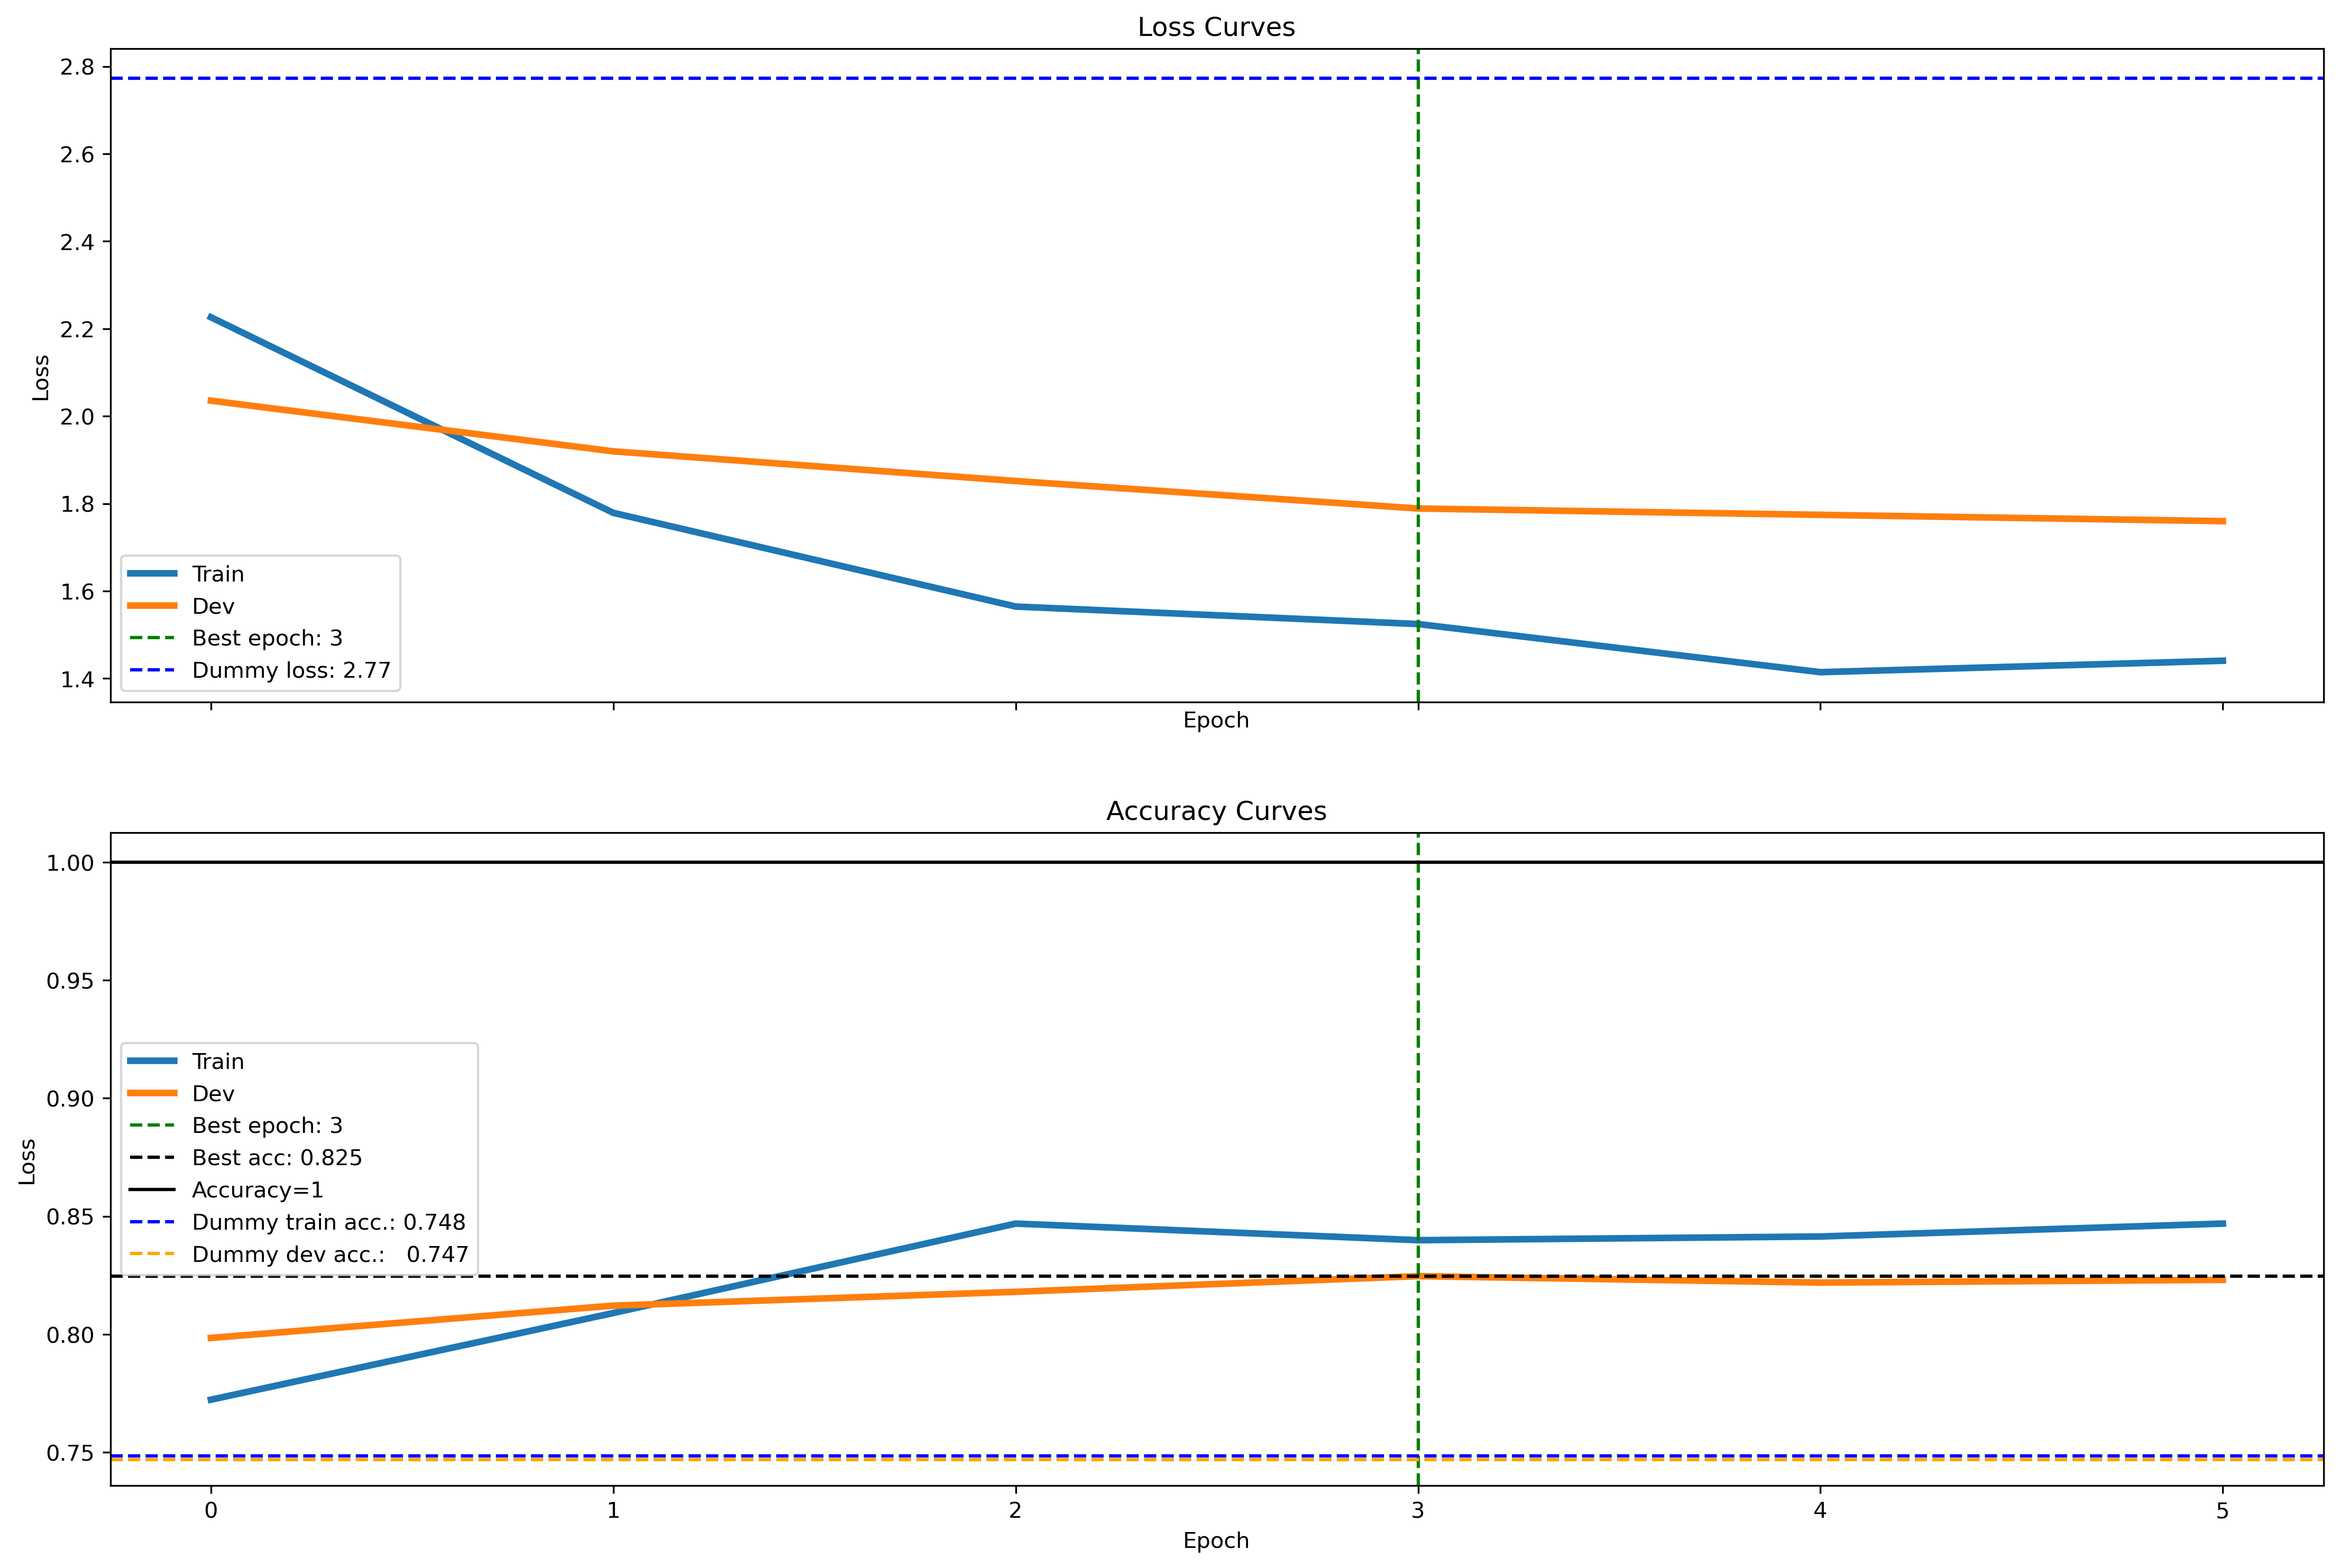 Loss Curves
2.8
2.6
2.4
2.2
2.0
1.8
1.6
1.4
Loss
Train
Dev
Best epoch: 3
Dummy loss: 2.77
Epoch
Accuracy Curves
1.00
0.95
0.90
0.85
0.80
0.75
Loss
Train
Dev
Best epoch: 3
Best acc: 0.825
Accuracy=1
Dummy train acc.: 0.748
Dummy dev acc.:   0.747
0 1 2 3 4 5
Epoch